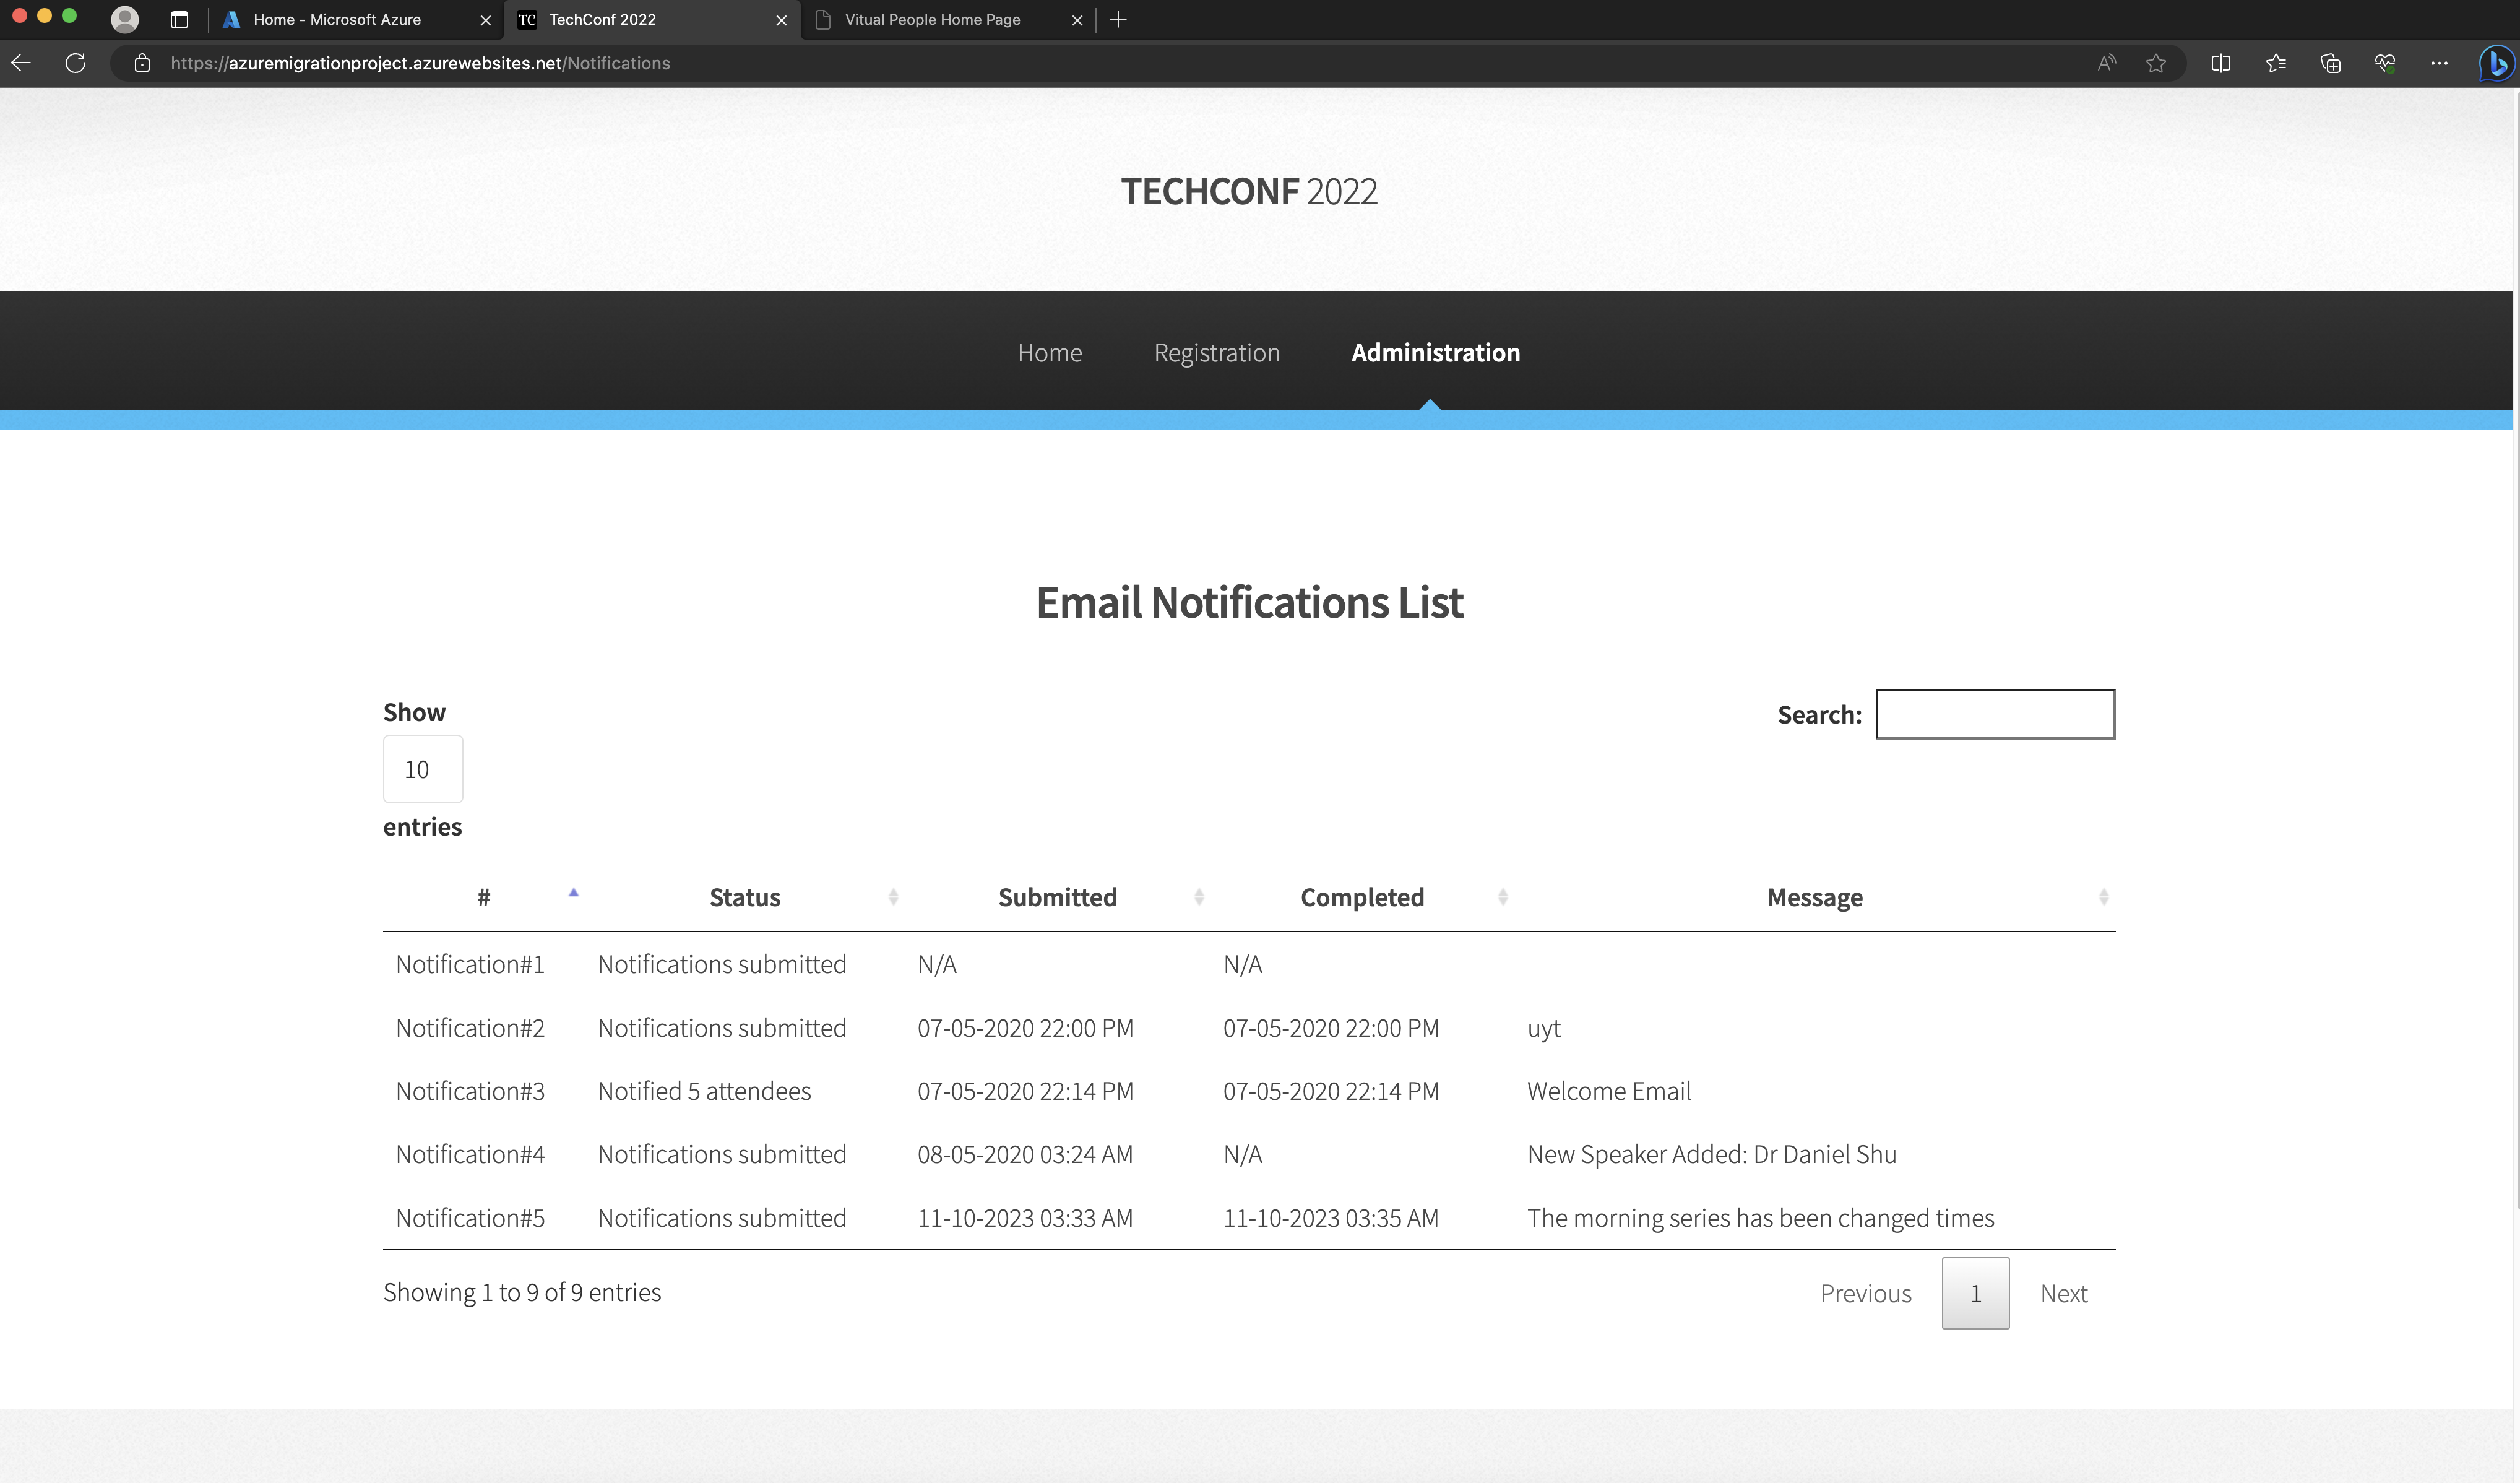 Home - Microsoft Azure
TC TechConf 2022
Vitual People Home Page
https://azuremigrationproject.azurewebsites.net/Notifications
TECHCONF 2022
Home Registration Administration
Email Notifications List
Show
10
entries
Search:
# Status Submitted Completed Message
Notification#1 Notifications submitted N/A N/A
Notification#2 Notifications submitted 07-05-2020 22:00 PM 07-05-2020 22:00 PM uyt
Notification#3 Notified 5 attendees 07-05-2020 22:14 PM 07-05-2020 22:14 PM Welcome Email
Notification#4 Notifications submitted 08-05-2020 03:24 AM N/A New Speaker Added: Dr Daniel Shu
Notification#5 Notifications submitted 11-10-2023 03:33 AM 11-10-2023 03:35 AM The morning series has been changed times
Showing 1 to 9 of 9 entries
Previous 1 Next